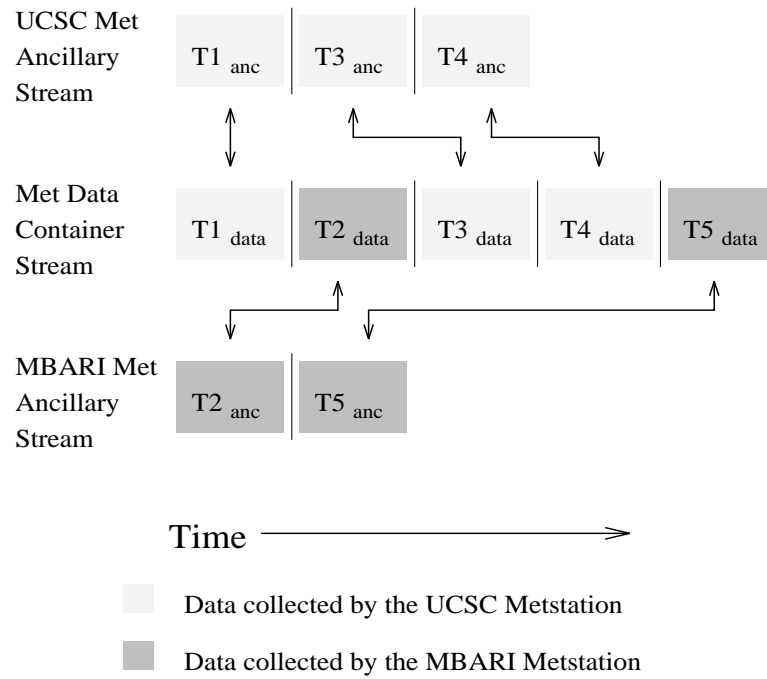 UCSC Met
Ancillary
Stream
T1 anc
T3 anc
T4 anc
Met Data
Container
Stream
T1 data
T2 data
T3 data
T4 data
T5 data
MBARI Met
Ancillary
Stream
T2 anc
T5 anc
Time
Data collected by the UCSC Metstation
Data collected by the MBARI Metstation